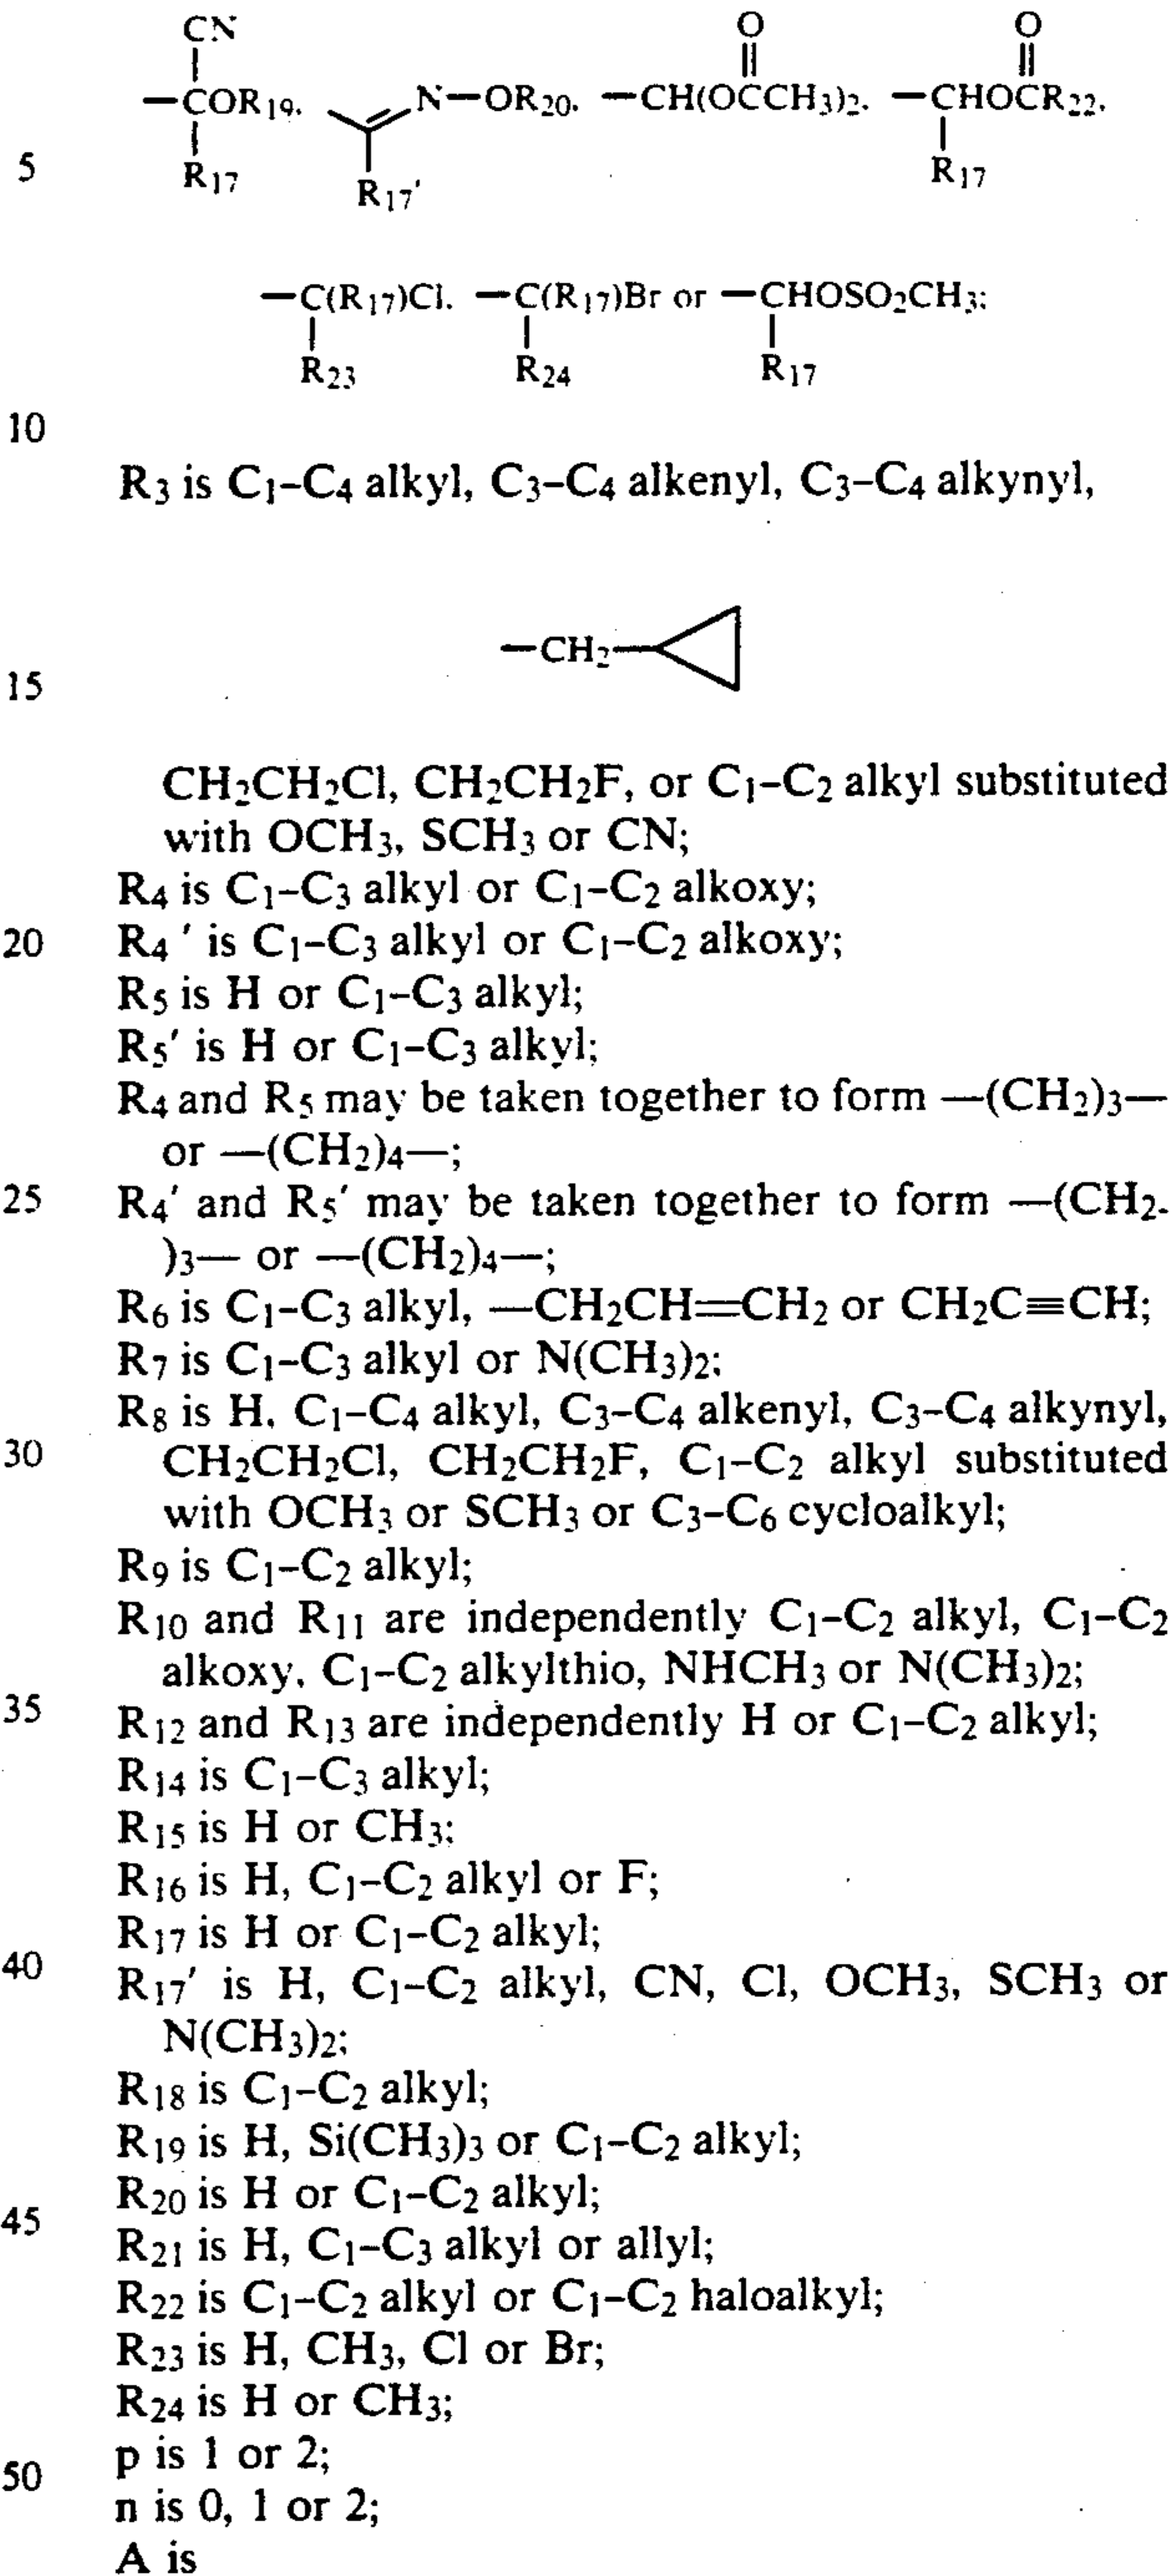 CN O O
—COR19, N—OR20, —CH(OCCH3)2, —CHOCR22,
5
R17 R17' R17
—C(R17)Cl, —C(R17)Br or —CHOSO2CH3;
R23 R24 R17
10
R3 is C1–C4 alkyl, C3–C4 alkenyl, C3–C4 alkynyl,
—CH2—
15
CH2CH2Cl, CH2CH2F, or C1–C2 alkyl substituted
with OCH3, SCH3 or CN;
R4 is C1–C3 alkyl or C1–C2 alkoxy;
20 R4 ' is C1–C3 alkyl or C1–C2 alkoxy;
R5 is H or C1–C3 alkyl;
R5' is H or C1–C3 alkyl;
R4 and R5 may be taken together to form —(CH2)3—
or —(CH2)4—;
25 R4' and R5' may be taken together to form —(CH2-
)3— or —(CH2)4—;
R6 is C1–C3 alkyl, —CH2CH=CH2 or CH2C≡CH;
R7 is C1–C3 alkyl or N(CH3)2;
R8 is H, C1–C4 alkyl, C3–C4 alkenyl, C3–C4 alkynyl,
30 CH2CH2Cl, CH2CH2F, C1–C2 alkyl substituted
with OCH3 or SCH3 or C3–C6 cycloalkyl;
R9 is C1–C2 alkyl;
R10 and R11 are independently C1–C2 alkyl, C1–C2
alkoxy, C1–C2 alkylthio, NHCH3 or N(CH3)2;
35 R12 and R13 are independently H or C1–C2 alkyl;
R14 is C1–C3 alkyl;
R15 is H or CH3;
R16 is H, C1–C2 alkyl or F;
R17 is H or C1–C2 alkyl;
40 R17' is H, C1–C2 alkyl, CN, Cl, OCH3, SCH3 or
N(CH3)2;
R18 is C1–C2 alkyl;
R19 is H, Si(CH3)3 or C1–C2 alkyl;
R20 is H or C1–C2 alkyl;
45 R21 is H, C1–C3 alkyl or allyl;
R22 is C1–C2 alkyl or C1–C2 haloalkyl;
R23 is H, CH3, Cl or Br;
R24 is H or CH3;
p is 1 or 2;
50 n is 0, 1 or 2;
A is